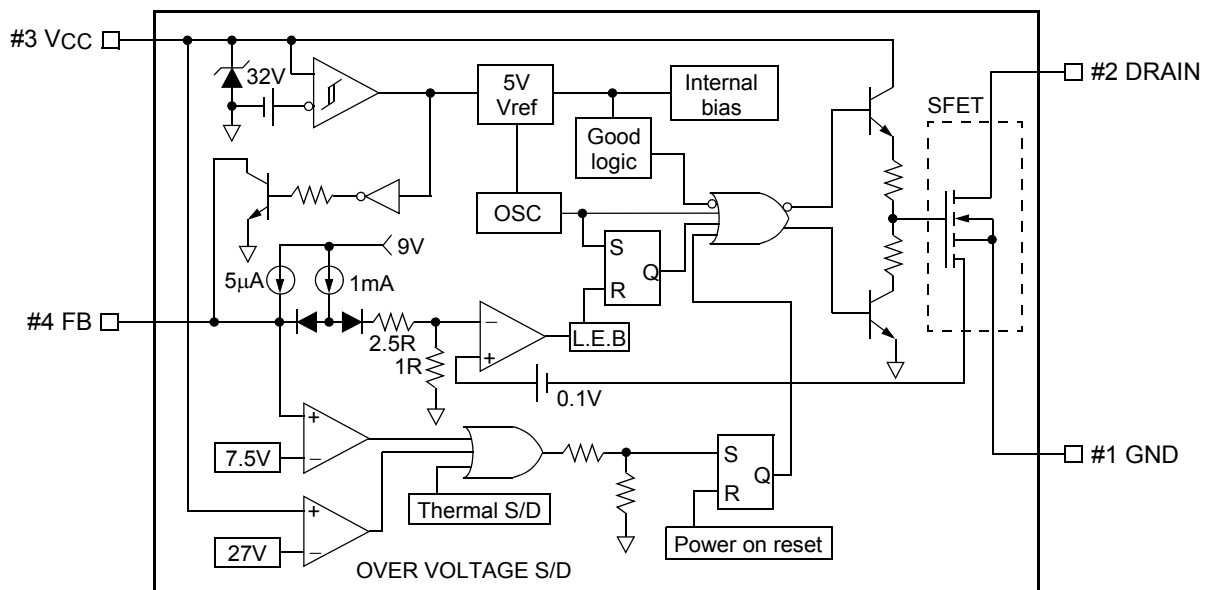 #3 VCC
32V
5V
Vref
Internal
bias
Good
logic
#2 DRAIN
SFET
OSC
9V
5µA
1mA
S
R
Q
#4 FB
2.5R
1R
−
+
L.E.B
0.1V
+
−
7.5V
Thermal S/D
S
R
Q
#1 GND
+
−
27V
Power on reset
OVER VOLTAGE S/D